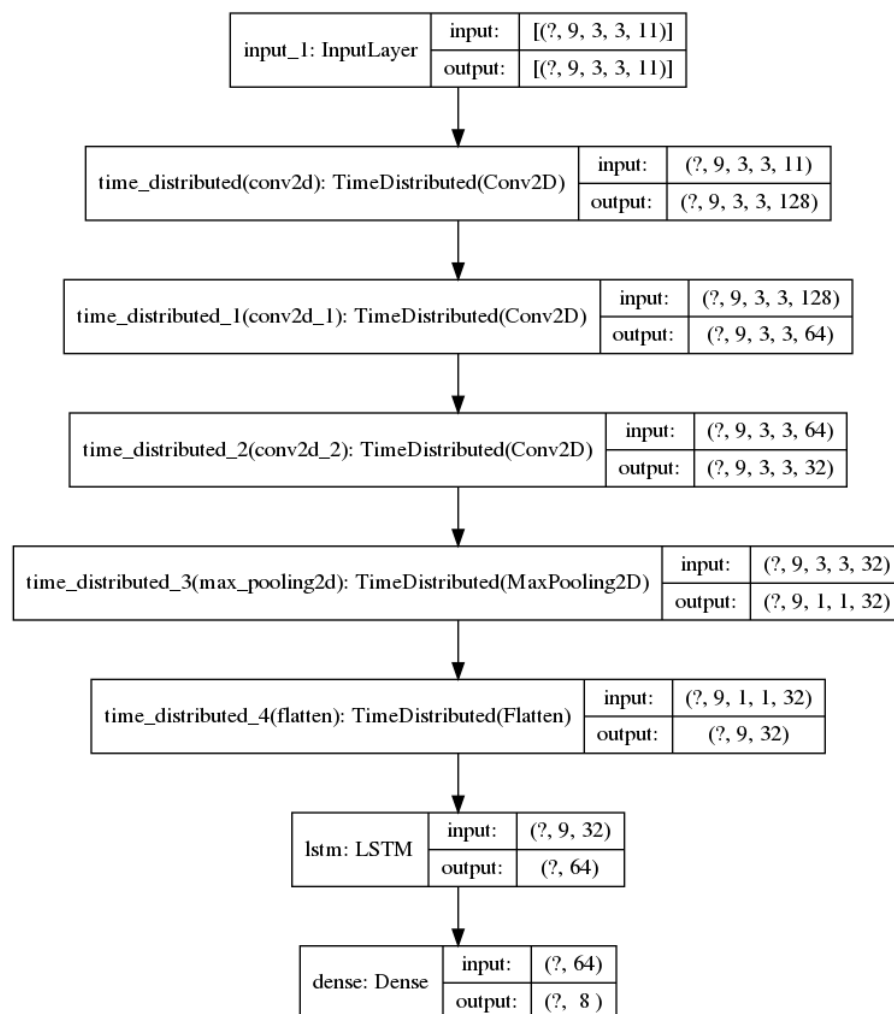 input_1: InputLayer
input:
[(?, 9, 3, 3, 11)]
output:
[(?, 9, 3, 3, 11)]
time_distributed(conv2d): TimeDistributed(Conv2D)
input:
(?, 9, 3, 3, 11)
output:
(?, 9, 3, 3, 128)
time_distributed_1(conv2d_1): TimeDistributed(Conv2D)
input:
(?, 9, 3, 3, 128)
output:
(?, 9, 3, 3, 64)
time_distributed_2(conv2d_2): TimeDistributed(Conv2D)
input:
(?, 9, 3, 3, 64)
output:
(?, 9, 3, 3, 32)
time_distributed_3(max_pooling2d): TimeDistributed(MaxPooling2D)
input:
(?, 9, 3, 3, 32)
output:
(?, 9, 1, 1, 32)
time_distributed_4(flatten): TimeDistributed(Flatten)
input:
(?, 9, 1, 1, 32)
output:
(?, 9, 32)
lstm: LSTM
input:
(?, 9, 32)
output:
(?, 64)
dense: Dense
input:
(?, 64)
output:
(?, 8 )